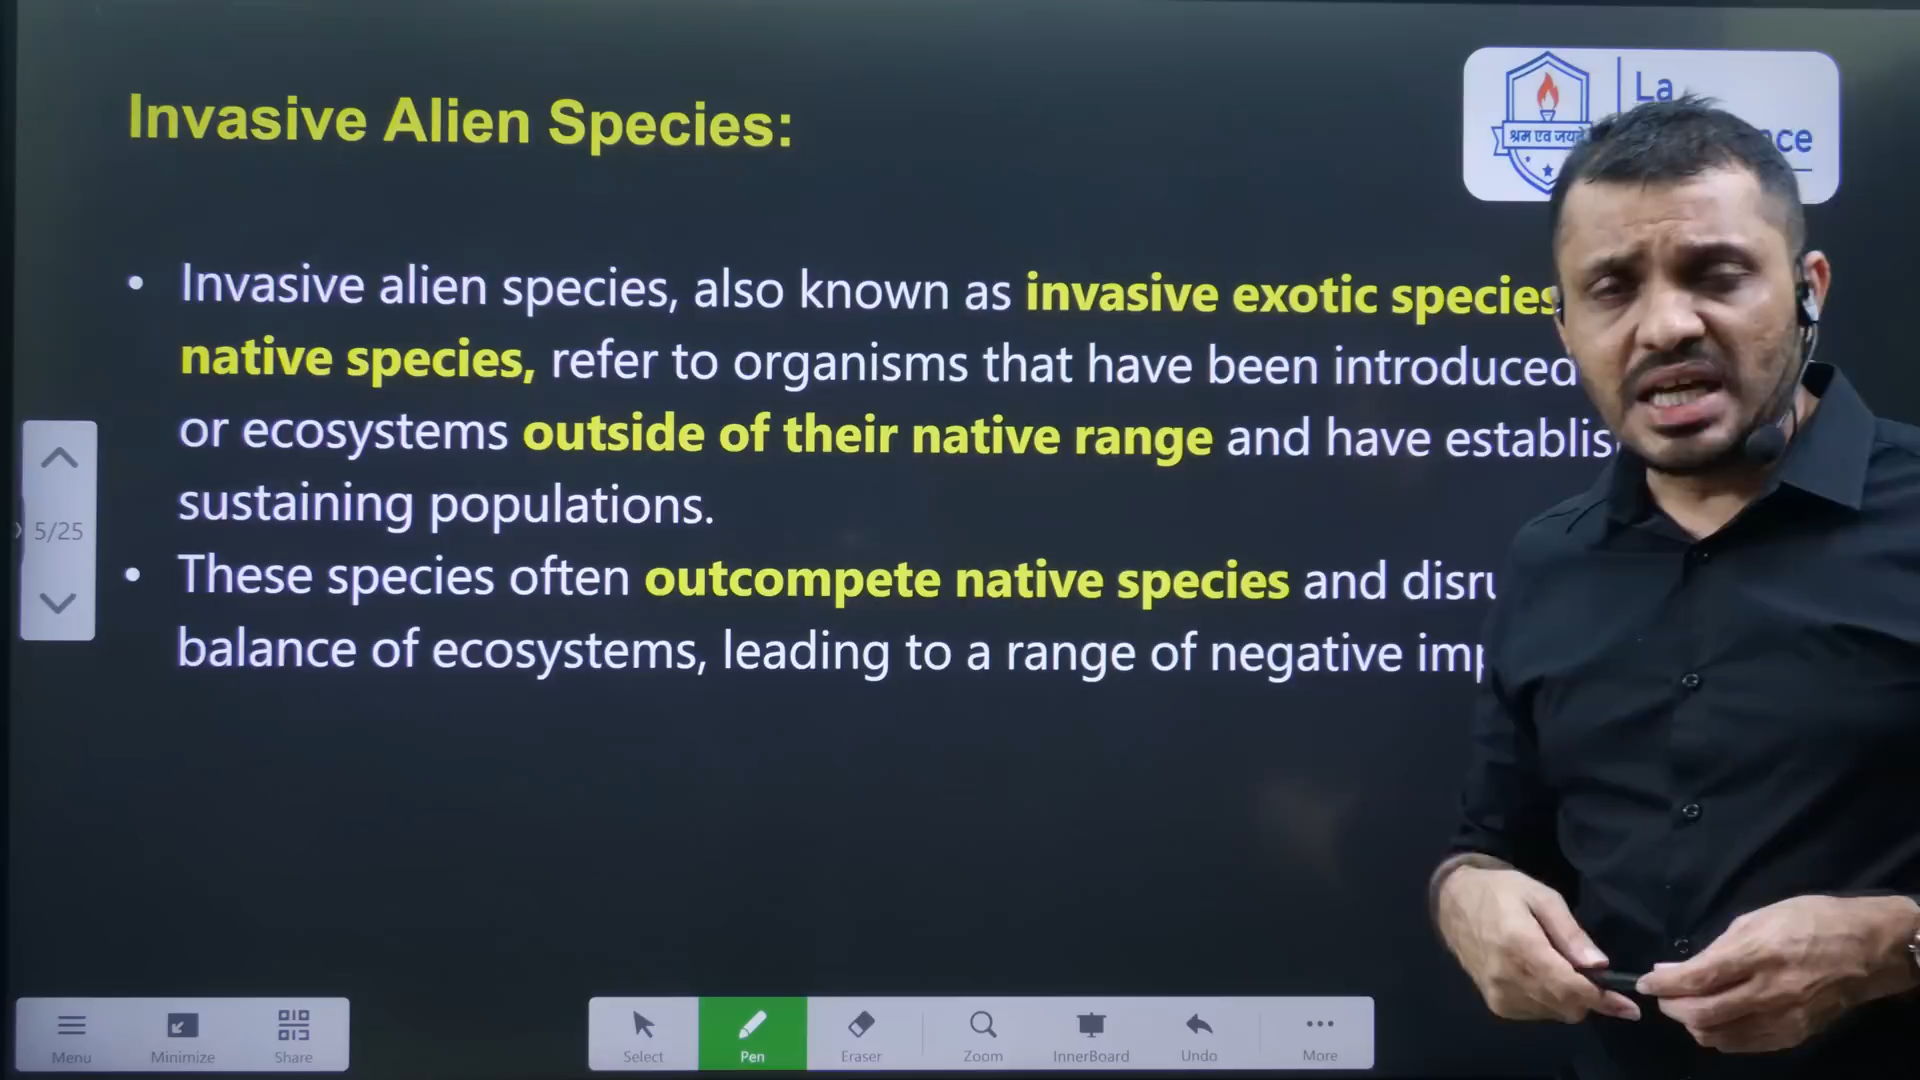 Invasive Alien Species:
La
श्रम एव जयते
ce
• Invasive alien species, also known as invasive exotic species
native species, refer to organisms that have been introduced
or ecosystems outside of their native range and have establis
sustaining populations.
• These species often outcompete native species and disru
balance of ecosystems, leading to a range of negative imp
5/25
Menu Minimize Share Select Pen Eraser Zoom InnerBoard Undo More